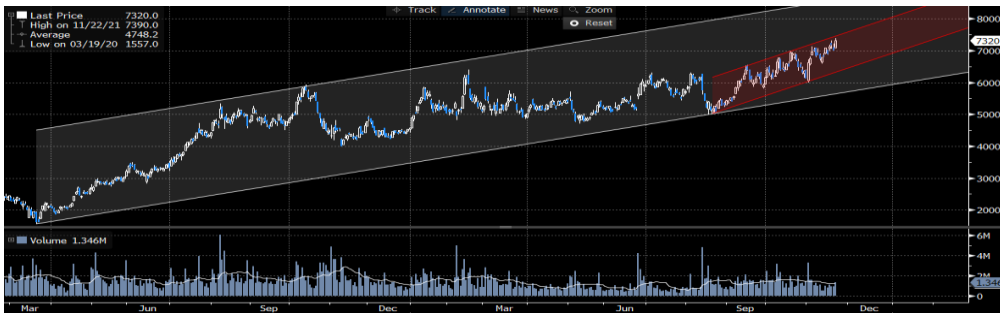 Track Annotate News Zoom
Reset
Last Price 7320.0
High on 11/22/21 7390.0
Average 4748.2
Low on 03/19/20 1557.0
8000
7320
7000
6000
5000
4000
3000
2000
Volume 1.346M
6M
4M
2M
1.346
0
Mar Jun Sep Dec Mar Jun Sep Dec